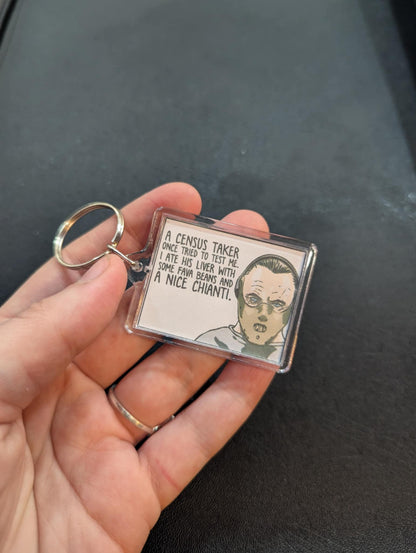 A CENSUS TAKER
ONCE TRIED TO TEST ME.
I ATE HIS LIVER WITH
SOME FAVA BEANS AND
A NICE CHIANTI.